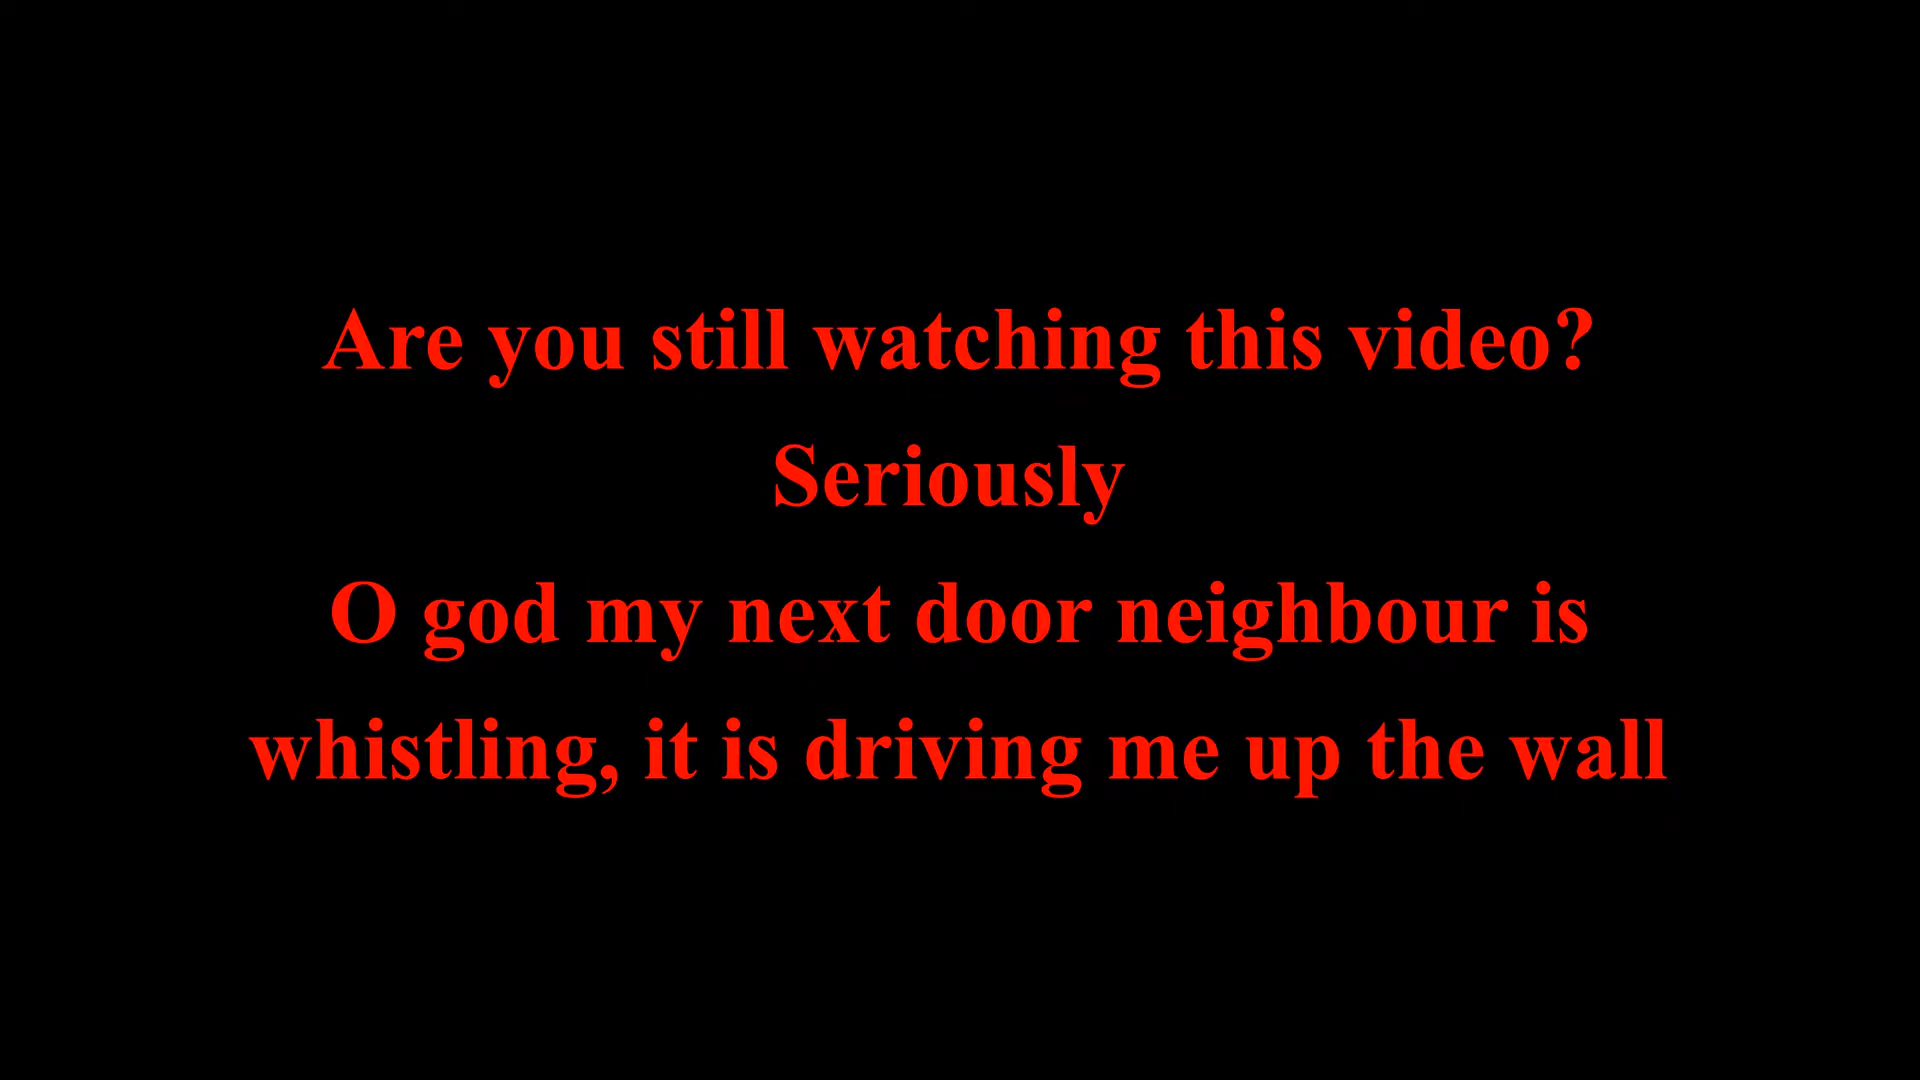 Are you still watching this video?
Seriously
O god my next door neighbour is
whistling, it is driving me up the wall